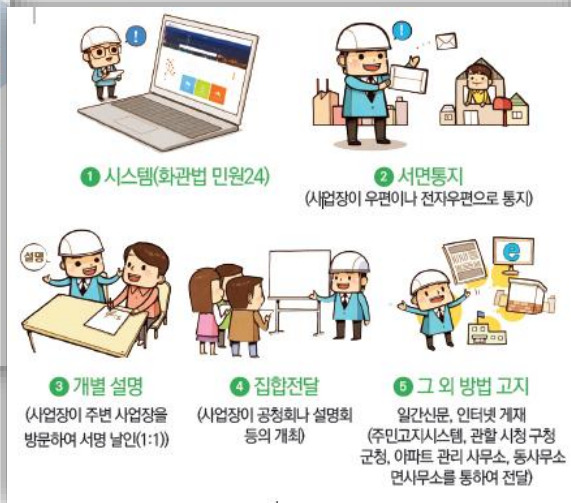 !
❶ 시스템(화관법 민원24)
!
❷ 서면통지
(사업장이 우편이나 전자우편으로 통지)
설명
❸ 개별 설명
(사업장이 주변 사업장을
방문하여 서명 날인(1:1))
❹ 집합전달
(사업장이 공청회나 설명회
등의 개최)
e
❺ 그 외 방법 고지
일간신문, 인터넷 게재
(주민고지시스템, 관할 시청 구청
군청, 아파트 관리 사무소, 동사무소
면사무소를 통하여 전달)